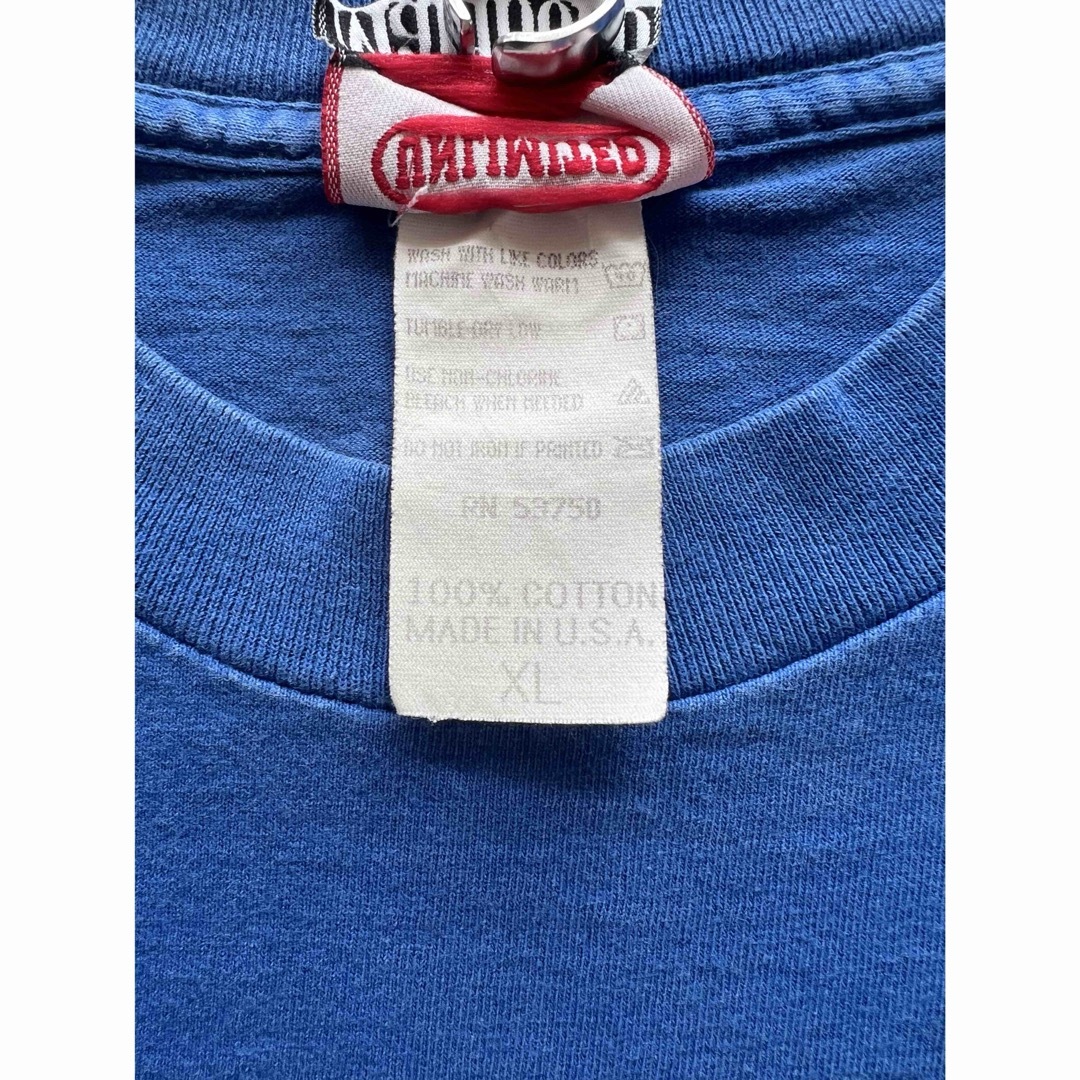 UNLIMITED
WASH WITH LIKE COLORS
MACHINE WASH WARM
TUMBLE DRY LOW
USE NON-CHLORINE
BLEACH WHEN NEEDED
DO NOT IRON IF PRINTED
RN 53750
100% COTTON
MADE IN U.S.A.
XL